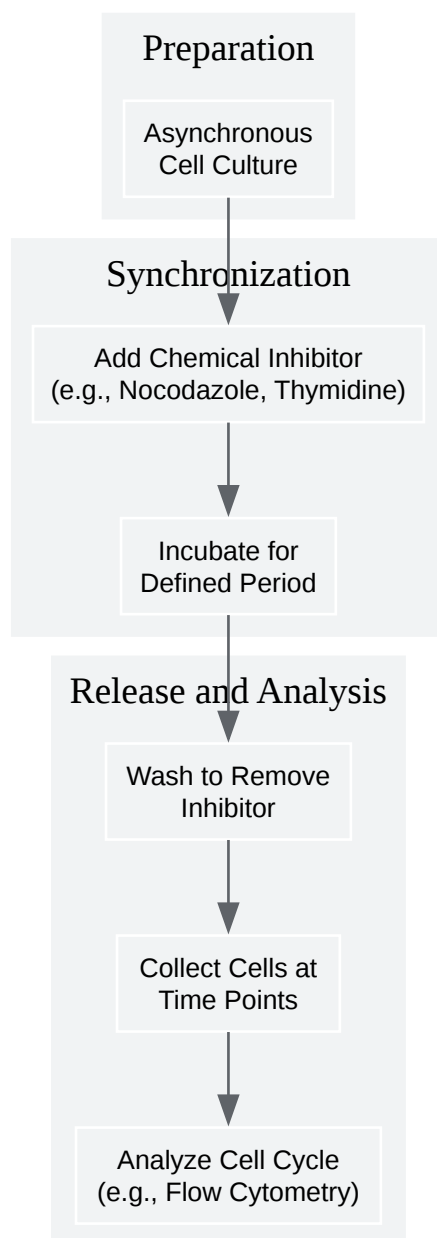 Preparation
Asynchronous
Cell Culture
Synchronization
Add Chemical Inhibitor
(e.g., Nocodazole, Thymidine)
Incubate for
Defined Period
Release and Analysis
Wash to Remove
Inhibitor
Collect Cells at
Time Points
Analyze Cell Cycle
(e.g., Flow Cytometry)